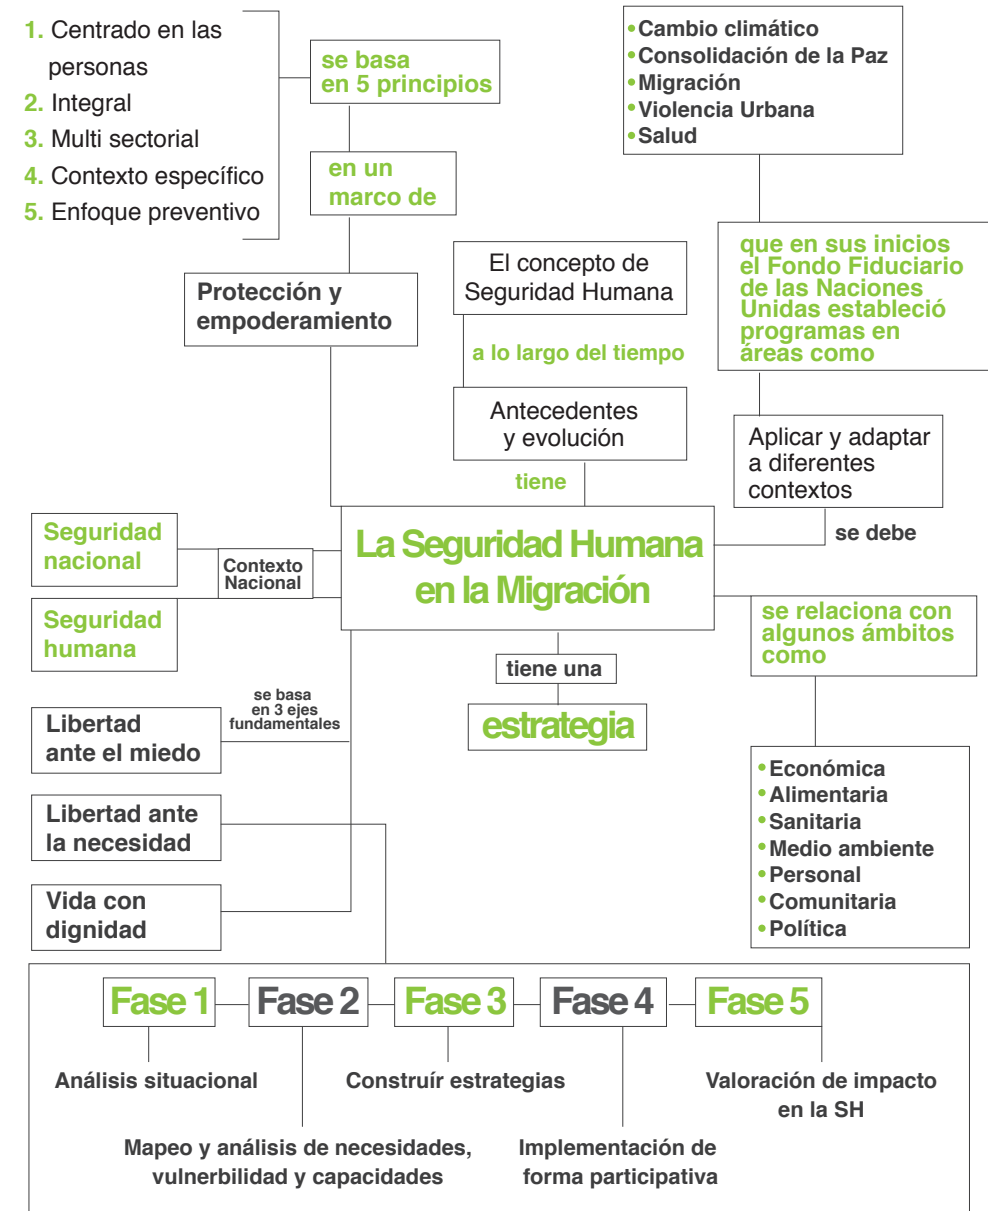 1. Centrado en las
personas
2. Integral
3. Multi sectorial
4. Contexto específico
5. Enfoque preventivo
se basa
en 5 principios
en un
marco de
Protección y
empoderamiento
El concepto de
Seguridad Humana
a lo largo del tiempo
Antecedentes
y evolución
tiene
•Cambio climático
•Consolidación de la Paz
•Migración
•Violencia Urbana
•Salud
que en sus inicios
el Fondo Fiduciario
de las Naciones
Unidas estableció
programas en
áreas como
Aplicar y adaptar
a diferentes
contextos
se debe
La Seguridad Humana
en la Migración
Seguridad
nacional
Contexto
Nacional
Seguridad
humana
se relaciona con
algunos ámbitos
como
tiene una
estrategia
se basa
en 3 ejes
fundamentales
Libertad
ante el miedo
Libertad ante
la necesidad
Vida con
dignidad
•Económica
•Alimentaria
•Sanitaria
•Medio ambiente
•Personal
•Comunitaria
•Política
Fase 1
Fase 2
Fase 3
Fase 4
Fase 5
Análisis situacional
Construír estrategias
Valoración de impacto
en la SH
Mapeo y análisis de necesidades,
vulnerbilidad y capacidades
Implementación de
forma participativa